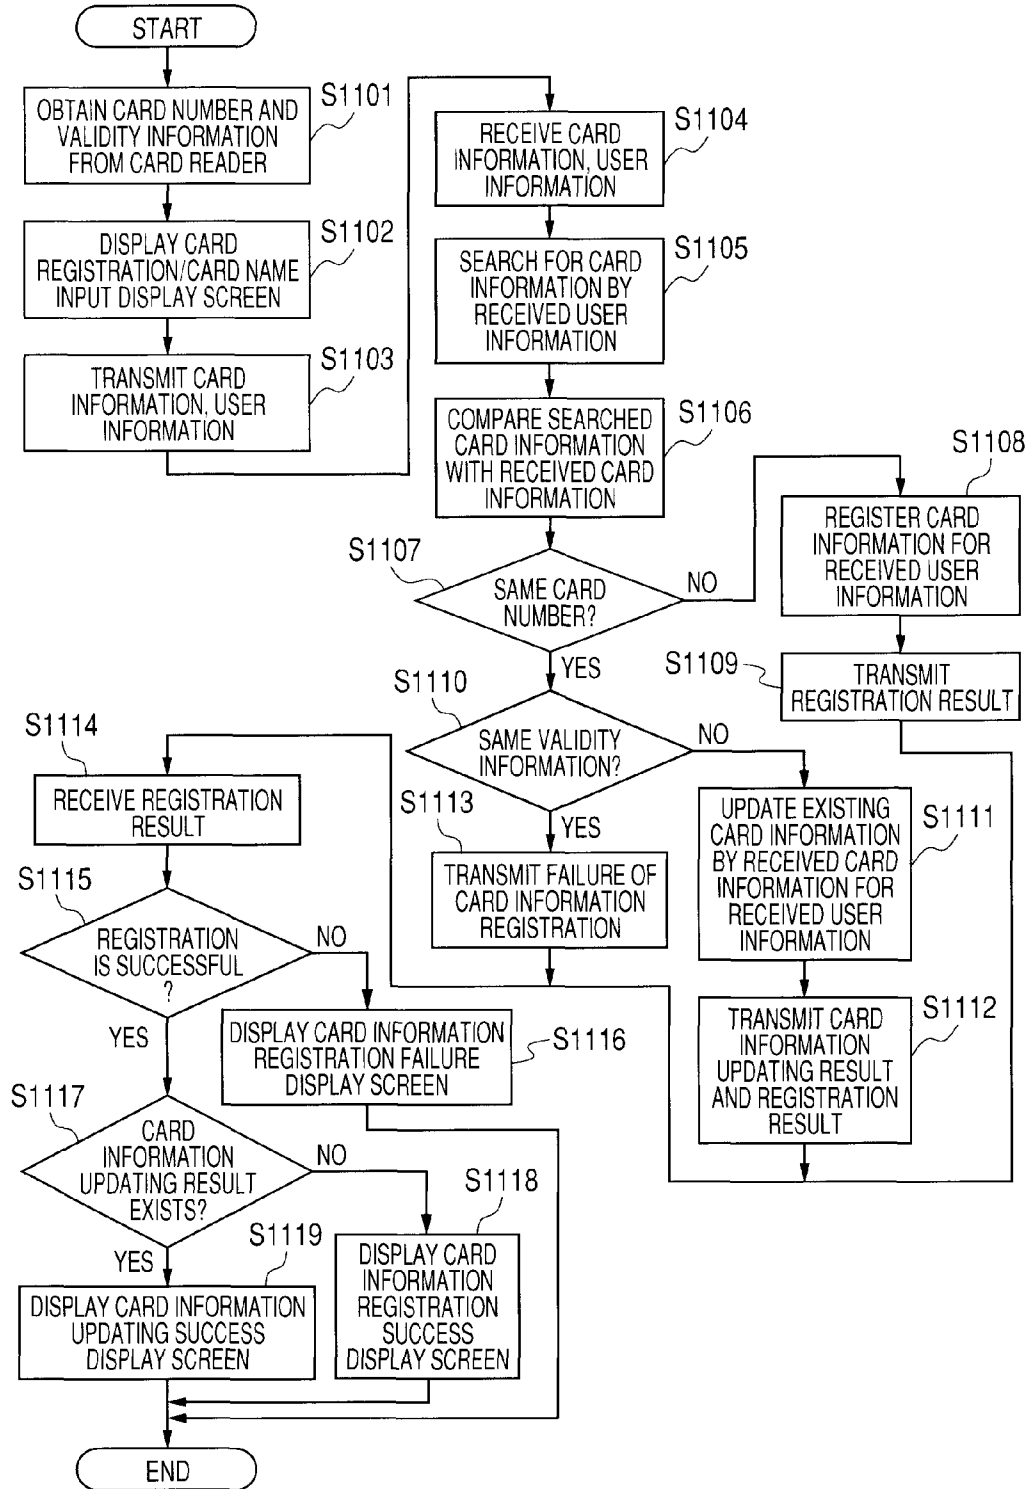 START
S1101
OBTAIN CARD NUMBER AND
VALIDITY INFORMATION
FROM CARD READER
S1102
DISPLAY CARD
REGISTRATION/CARD NAME
INPUT DISPLAY SCREEN
S1103
TRANSMIT CARD
INFORMATION, USER
INFORMATION
S1104
RECEIVE CARD
INFORMATION, USER
INFORMATION
S1105
SEARCH FOR CARD
INFORMATION BY
RECEIVED USER
INFORMATION
S1106
COMPARE SEARCHED
CARD INFORMATION
WITH RECEIVED CARD
INFORMATION
S1107
SAME CARD
NUMBER?
NO
YES
S1108
REGISTER CARD
INFORMATION FOR
RECEIVED USER
INFORMATION
S1109
TRANSMIT
REGISTRATION RESULT
S1110
SAME VALIDITY
INFORMATION?
NO
YES
S1111
UPDATE EXISTING
CARD INFORMATION
BY RECEIVED CARD
INFORMATION FOR
RECEIVED USER
INFORMATION
S1112
TRANSMIT CARD
INFORMATION
UPDATING RESULT
AND REGISTRATION
RESULT
S1113
TRANSMIT FAILURE OF
CARD INFORMATION
REGISTRATION
S1114
RECEIVE REGISTRATION
RESULT
S1115
REGISTRATION
IS SUCCESSFUL
?
NO
YES
S1116
DISPLAY CARD INFORMATION
REGISTRATION FAILURE
DISPLAY SCREEN
S1117
CARD
INFORMATION
UPDATING RESULT
EXISTS?
NO
YES
S1118
DISPLAY CARD
INFORMATION
REGISTRATION
SUCCESS
DISPLAY SCREEN
S1119
DISPLAY CARD INFORMATION
UPDATING SUCCESS
DISPLAY SCREEN
END